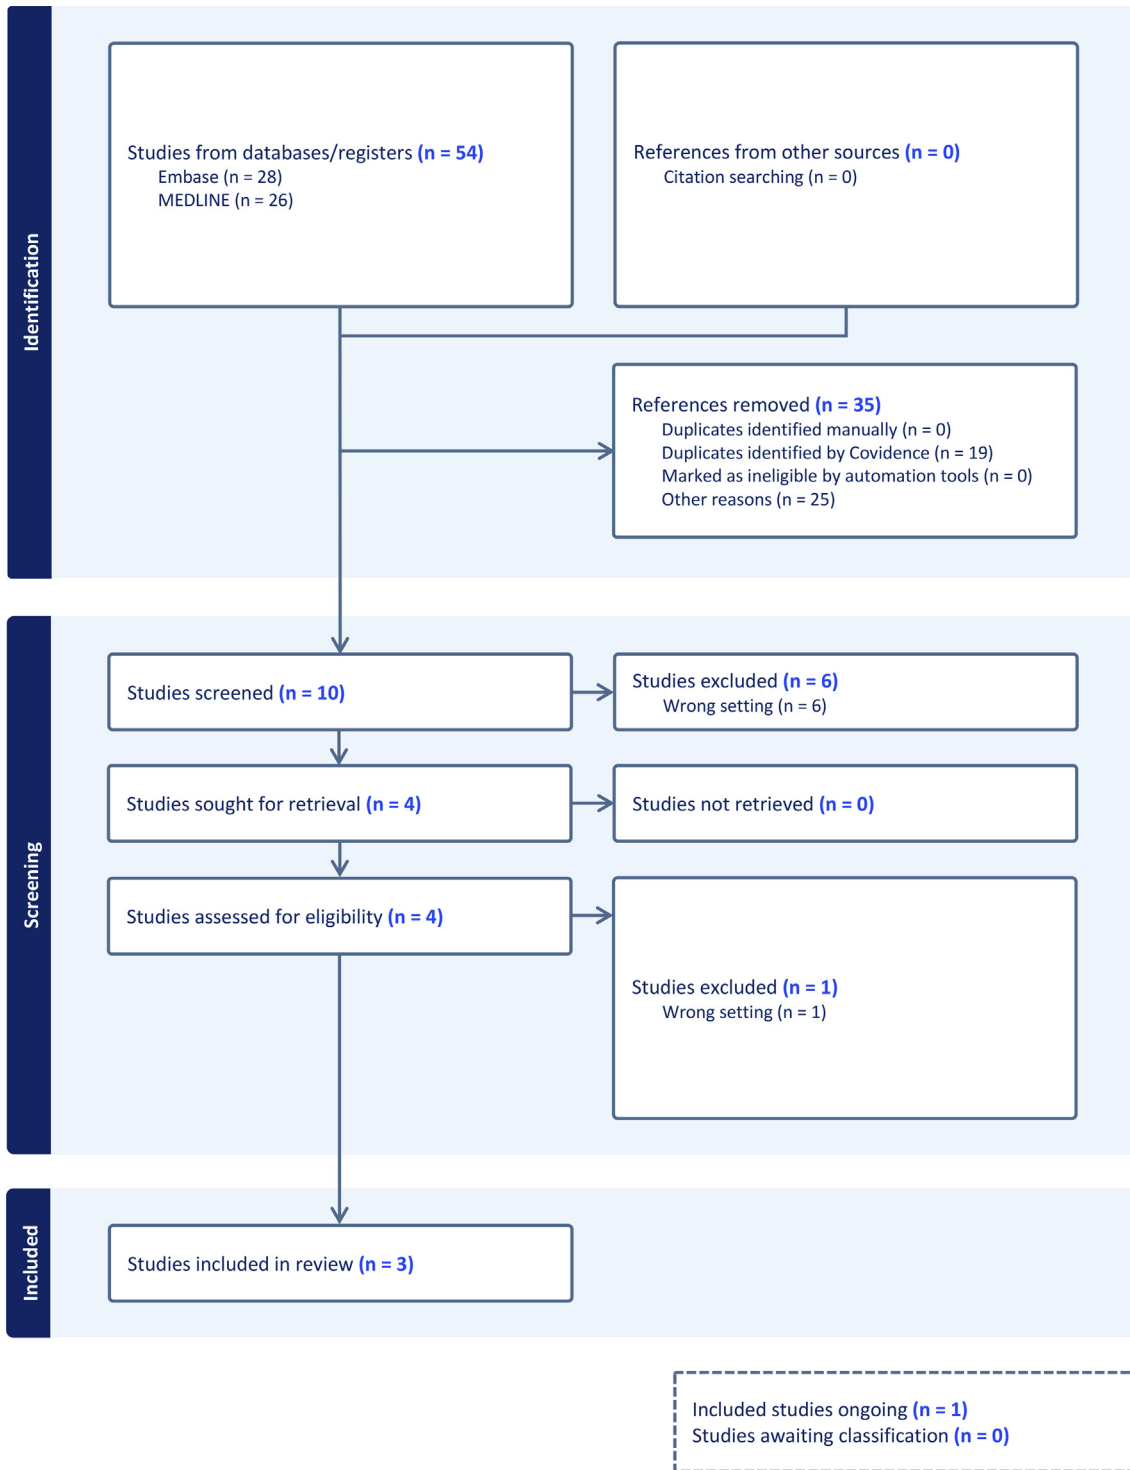 Identification
Studies from databases/registers (n = 54)
Embase (n = 28)
MEDLINE (n = 26)
References from other sources (n = 0)
Citation searching (n = 0)
References removed (n = 35)
Duplicates identified manually (n = 0)
Duplicates identified by Covidence (n = 19)
Marked as ineligible by automation tools (n = 0)
Other reasons (n = 25)
Screening
Studies screened (n = 10)
Studies excluded (n = 6)
Wrong setting (n = 6)
Studies sought for retrieval (n = 4)
Studies not retrieved (n = 0)
Studies assessed for eligibility (n = 4)
Studies excluded (n = 1)
Wrong setting (n = 1)
Included
Studies included in review (n = 3)
Included studies ongoing (n = 1)
Studies awaiting classification (n = 0)